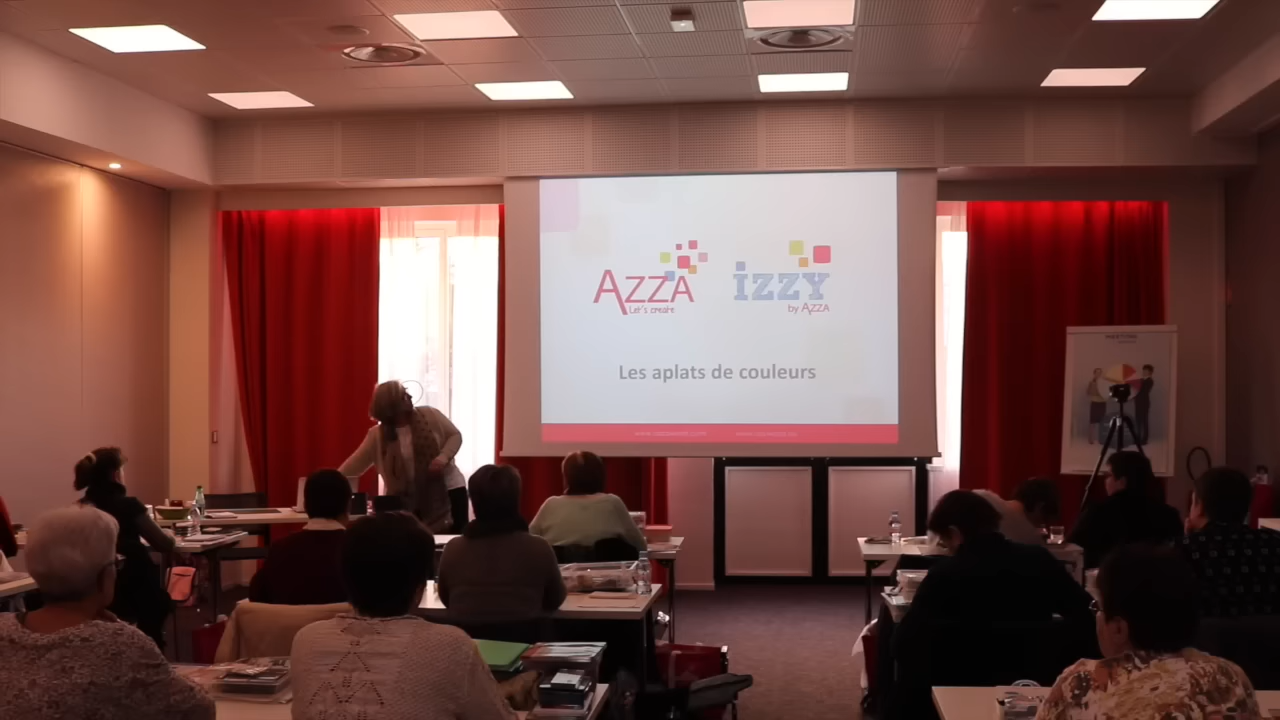 AZZA
Let's create
izzy
by AZZA
Les aplats de couleurs